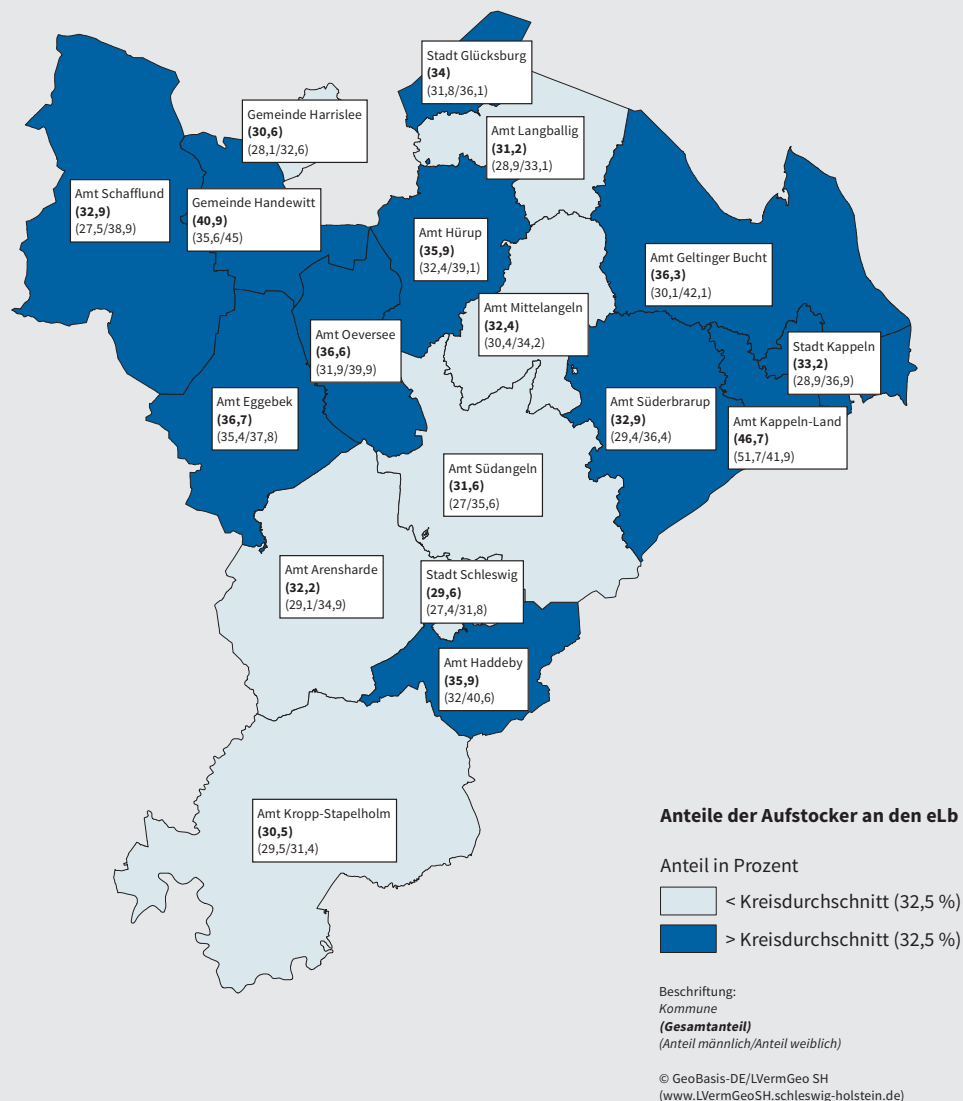 Stadt Glücksburg
(34)
(31,8/36,1)
Gemeinde Harrislee
(30,6)
(28,1/32,6)
Amt Langballig
(31,2)
(28,9/33,1)
Amt Schafflund
(32,9)
(27,5/38,9)
Gemeinde Handewitt
(40,9)
(35,6/45)
Amt Hürup
(35,9)
(32,4/39,1)
Amt Geltinger Bucht
(36,3)
(30,1/42,1)
Amt Mittelangeln
(32,4)
(30,4/34,2)
Amt Oeversee
(36,6)
(31,9/39,9)
Stadt Kappeln
(33,2)
(28,9/36,9)
Amt Eggebek
(36,7)
(35,4/37,8)
Amt Süderbrarup
(32,9)
(29,4/36,4)
Amt Kappeln-Land
(46,7)
(51,7/41,9)
Amt Südangeln
(31,6)
(27/35,6)
Amt Arensharde
(32,2)
(29,1/34,9)
Stadt Schleswig
(29,6)
(27,4/31,8)
Amt Haddeby
(35,9)
(32/40,6)
Amt Kropp-Stapelholm
(30,5)
(29,5/31,4)
Anteile der Aufstocker an den eLb
Anteil in Prozent
< Kreisdurchschnitt (32,5 %)
> Kreisdurchschnitt (32,5 %)
Beschriftung:
Kommune
(Gesamtanteil)
(Anteil männlich/Anteil weiblich)
© GeoBasis-DE/LVermGeo SH
(www.LVermGeoSH.schleswig-holstein.de)